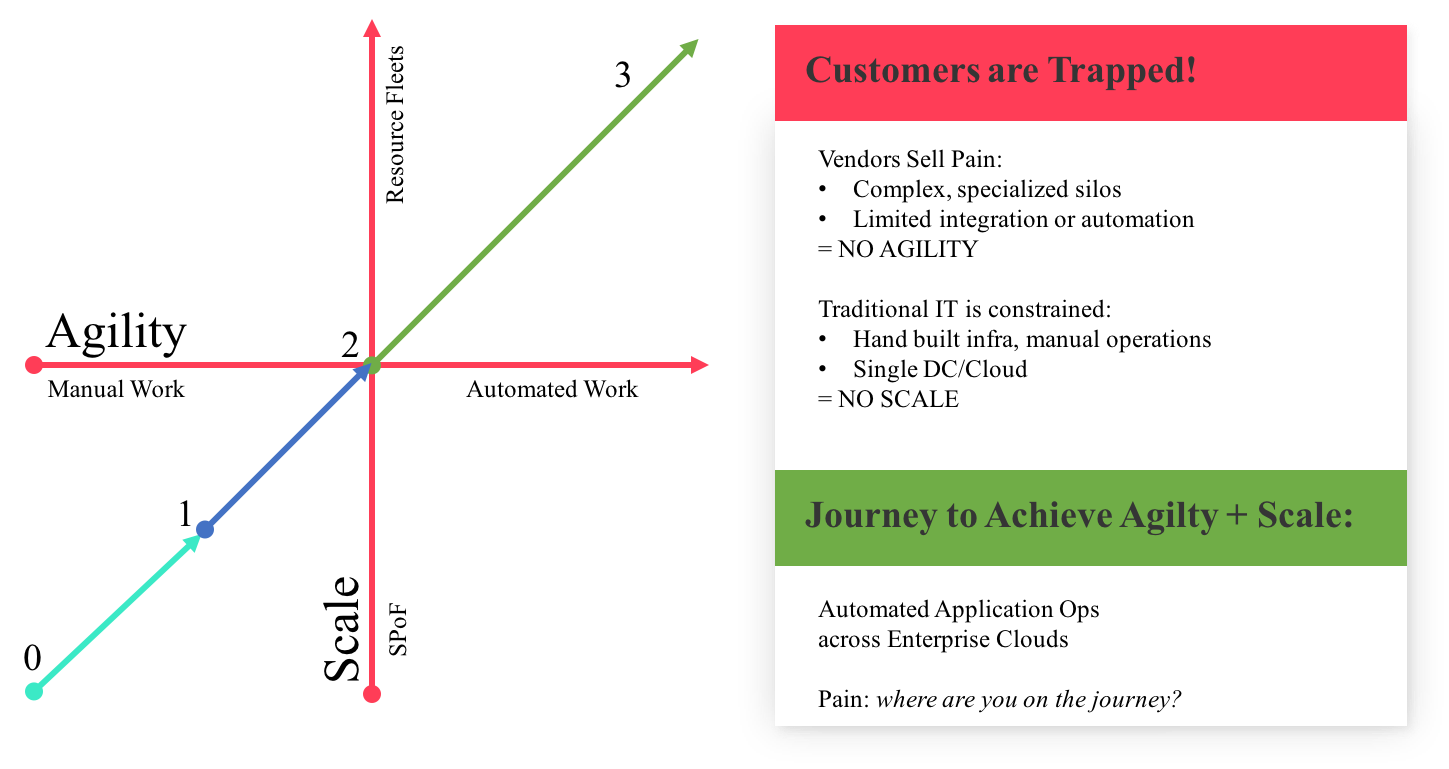 3
Resource Fleets
Agility
2
Manual Work
Automated Work
1
Scale
SPoF
0
Customers are Trapped!
Vendors Sell Pain:
• Complex, specialized silos
• Limited integration or automation
= NO AGILITY
Traditional IT is constrained:
• Hand built infra, manual operations
• Single DC/Cloud
= NO SCALE
Journey to Achieve Agilty + Scale:
Automated Application Ops
across Enterprise Clouds
Pain: where are you on the journey?